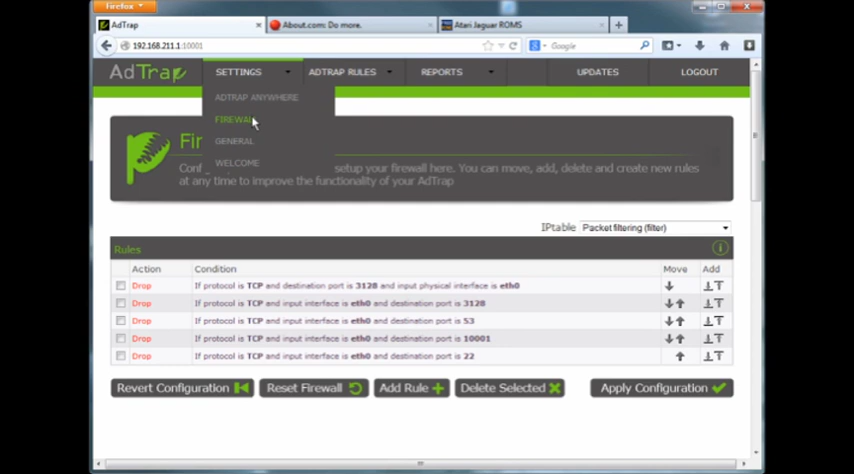 Firefox
AdTrap
About.com: Do more.
Atari Jaguar ROMS
192.168.211.1:10001
Google
AdTrap
SETTINGS
ADTRAP RULES
REPORTS
UPDATES
LOGOUT
ADTRAP ANYWHERE
FIREWALL
GENERAL
WELCOME
setup your firewall here. You can move, add, delete and create new rules
at any time to improve the functionality of your AdTrap
IPtable Packet filtering (filter)
Rules
Action Condition Move Add
Drop If protocol is TCP and destination port is 3128 and input physical interface is eth0
Drop If protocol is TCP and input interface is eth0 and destination port is 3128
Drop If protocol is TCP and input interface is eth0 and destination port is 53
Drop If protocol is TCP and input interface is eth0 and destination port is 10001
Drop If protocol is TCP and input interface is eth0 and destination port is 22
Revert Configuration
Reset Firewall
Add Rule
Delete Selected
Apply Configuration